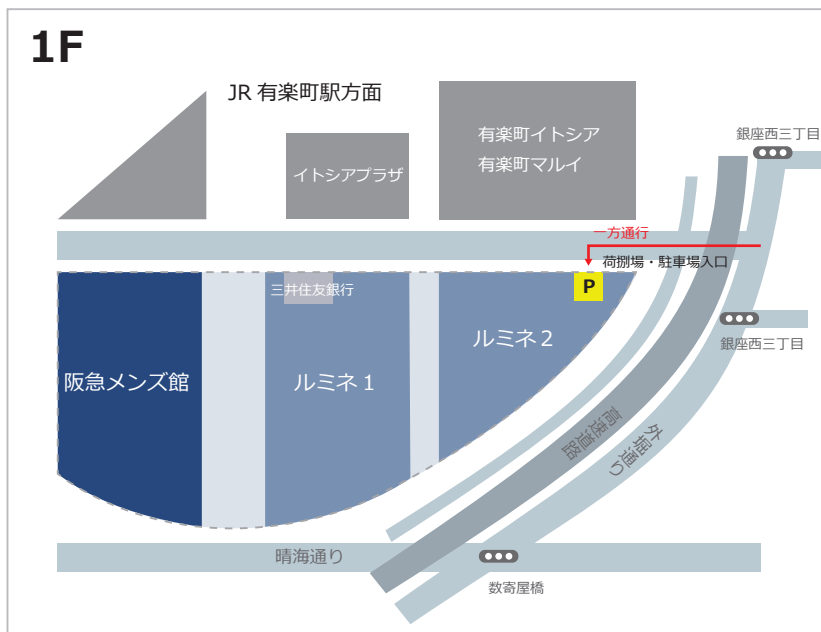 1F
JR 有楽町駅方面
有楽町イトシア
有楽町マルイ
イトシアプラザ
銀座西三丁目
一方通行
荷捌場・駐車場入口
P
三井住友銀行
ルミネ 2
銀座西三丁目
阪急メンズ館
ルミネ 1
高速道路
外堀通り
晴海通り
数寄屋橋